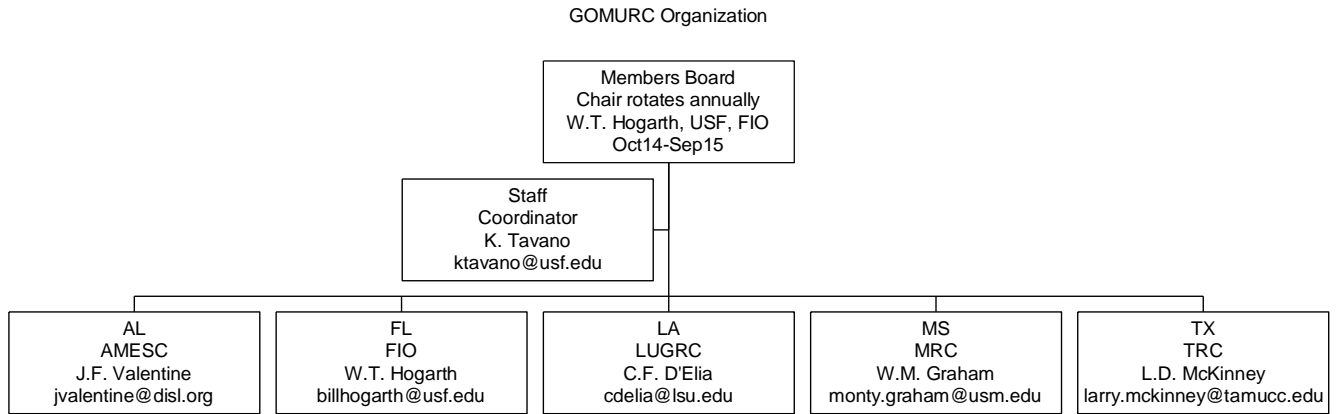 GOMURC Organization
Members Board
Chair rotates annually
W.T. Hogarth, USF, FIO
Oct14-Sep15
Staff
Coordinator
K. Tavano
ktavano@usf.edu
AL
AMESC
J.F. Valentine
jvalentine@disl.org
FL
FIO
W.T. Hogarth
billhogarth@usf.edu
LA
LUGRC
C.F. D'Elia
cdelia@lsu.edu
MS
MRC
W.M. Graham
monty.graham@usm.edu
TX
TRC
L.D. McKinney
larry.mckinney@tamucc.edu